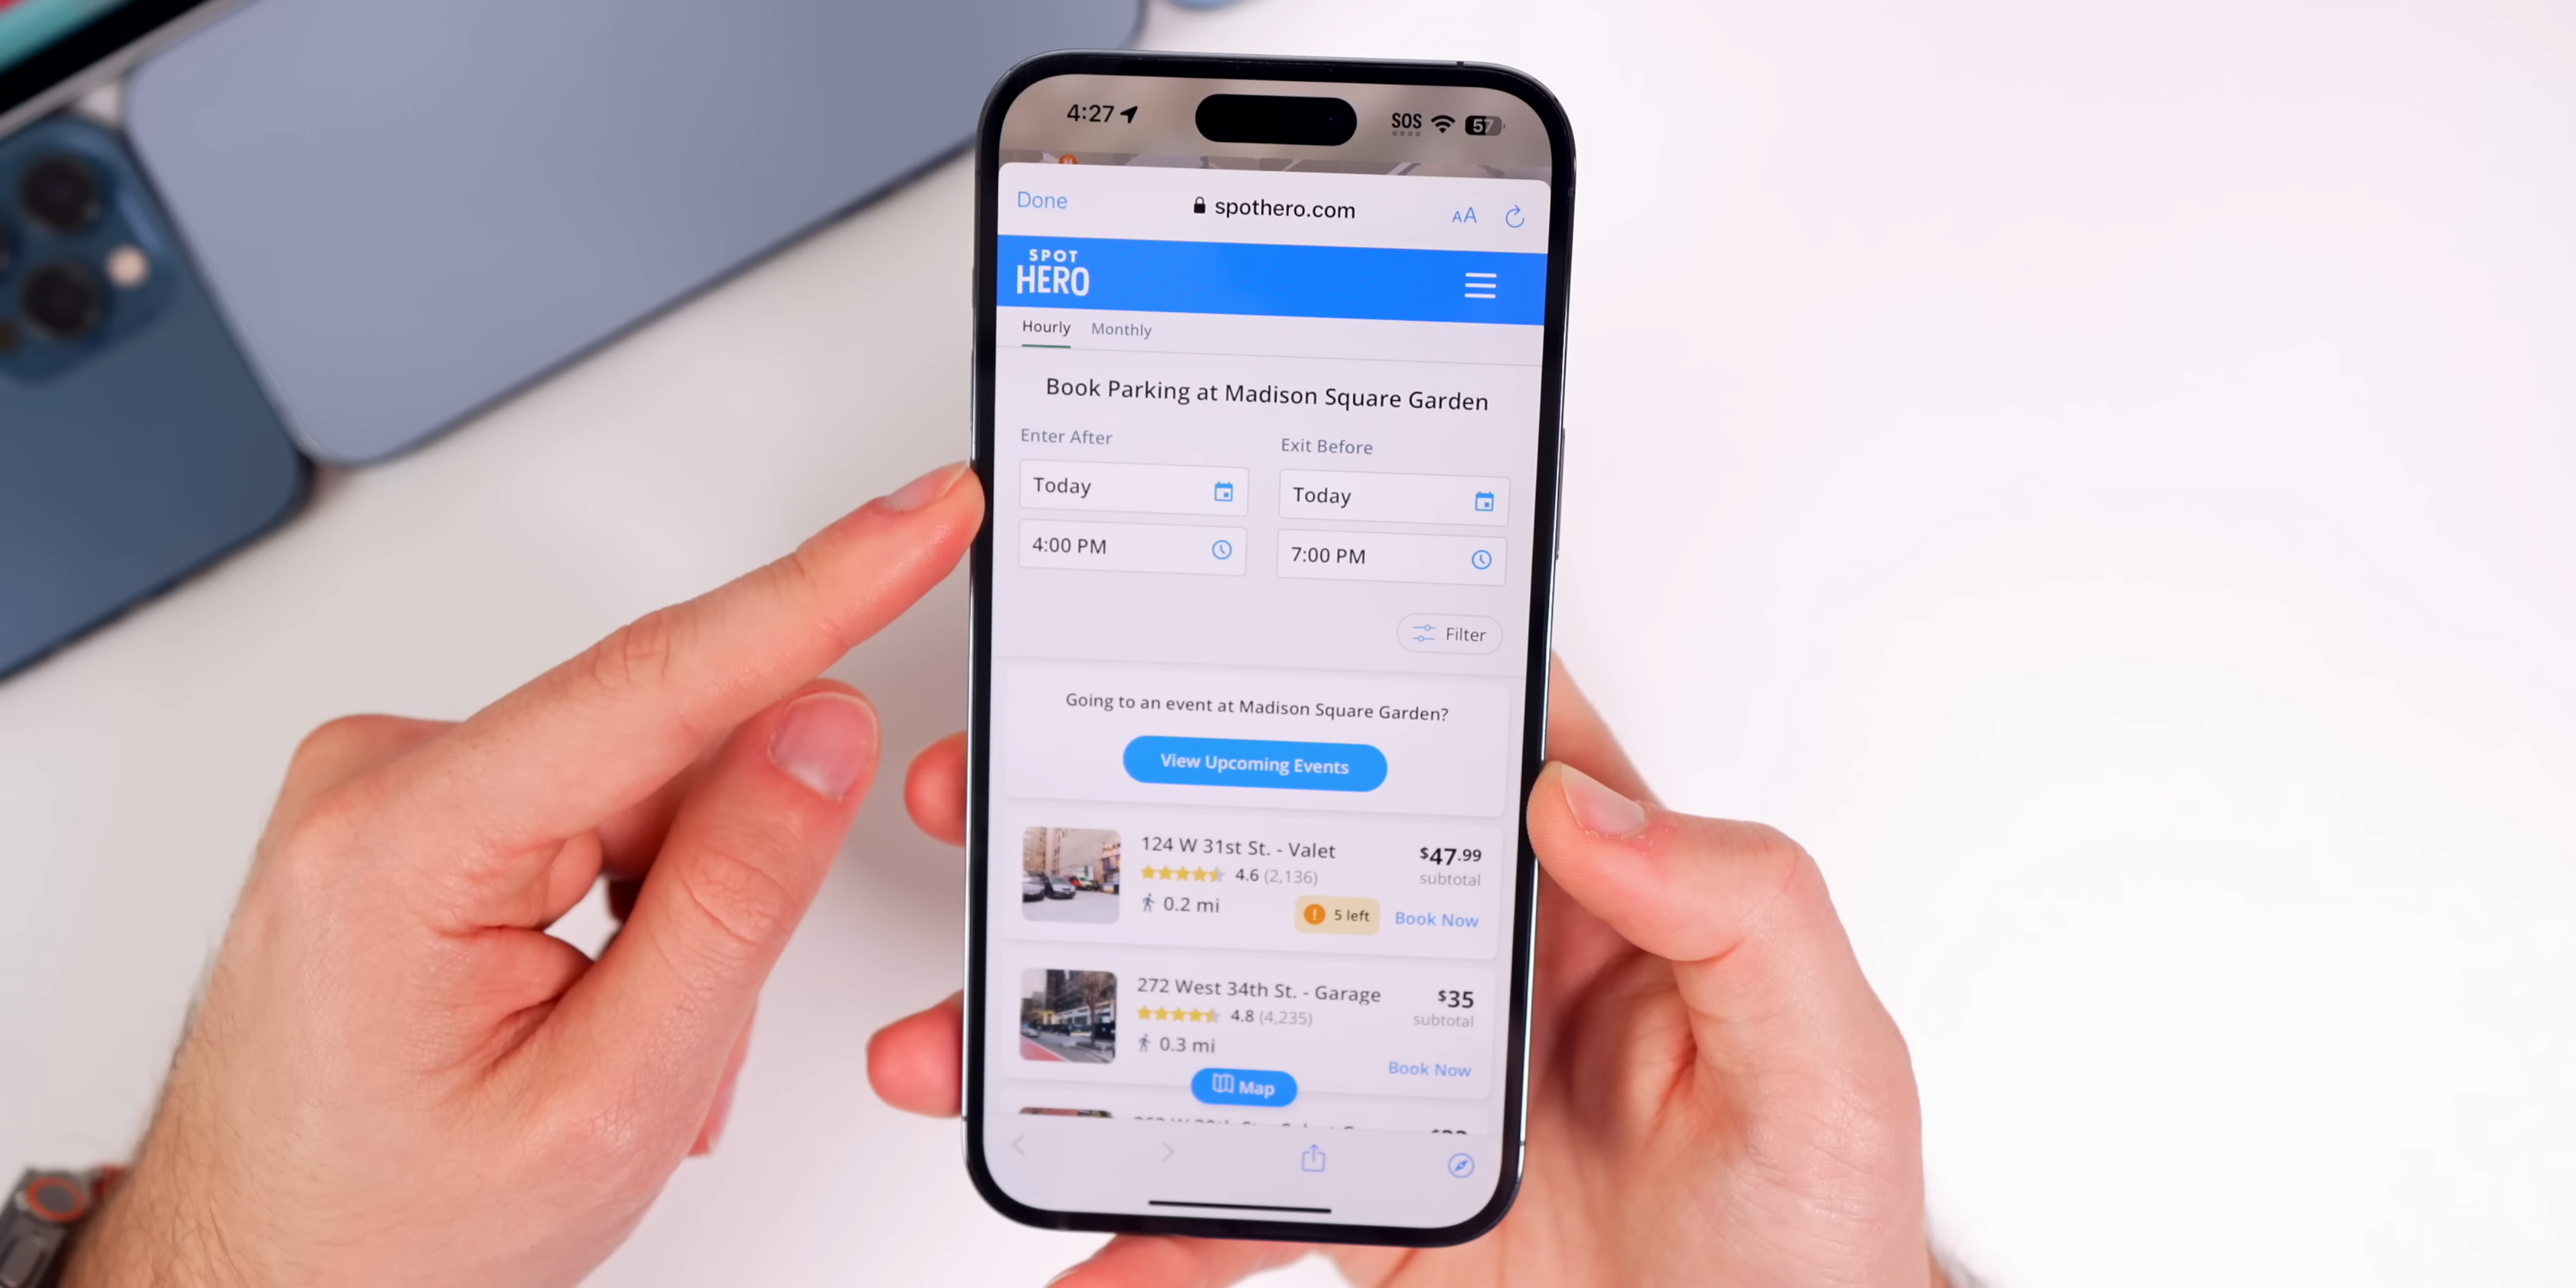 4:27 SOS 57
Done spothero.com AA
SPOT
HERO
Hourly Monthly
Book Parking at Madison Square Garden
Enter After Exit Before
Today Today
4:00 PM 7:00 PM
Filter
Going to an event at Madison Square Garden?
View Upcoming Events
124 W 31st St. - Valet $47.99
4.6 (2,136) subtotal
0.2 mi 5 left Book Now
272 West 34th St. - Garage $35
4.8 (4,235) subtotal
0.3 mi
Book Now
Map